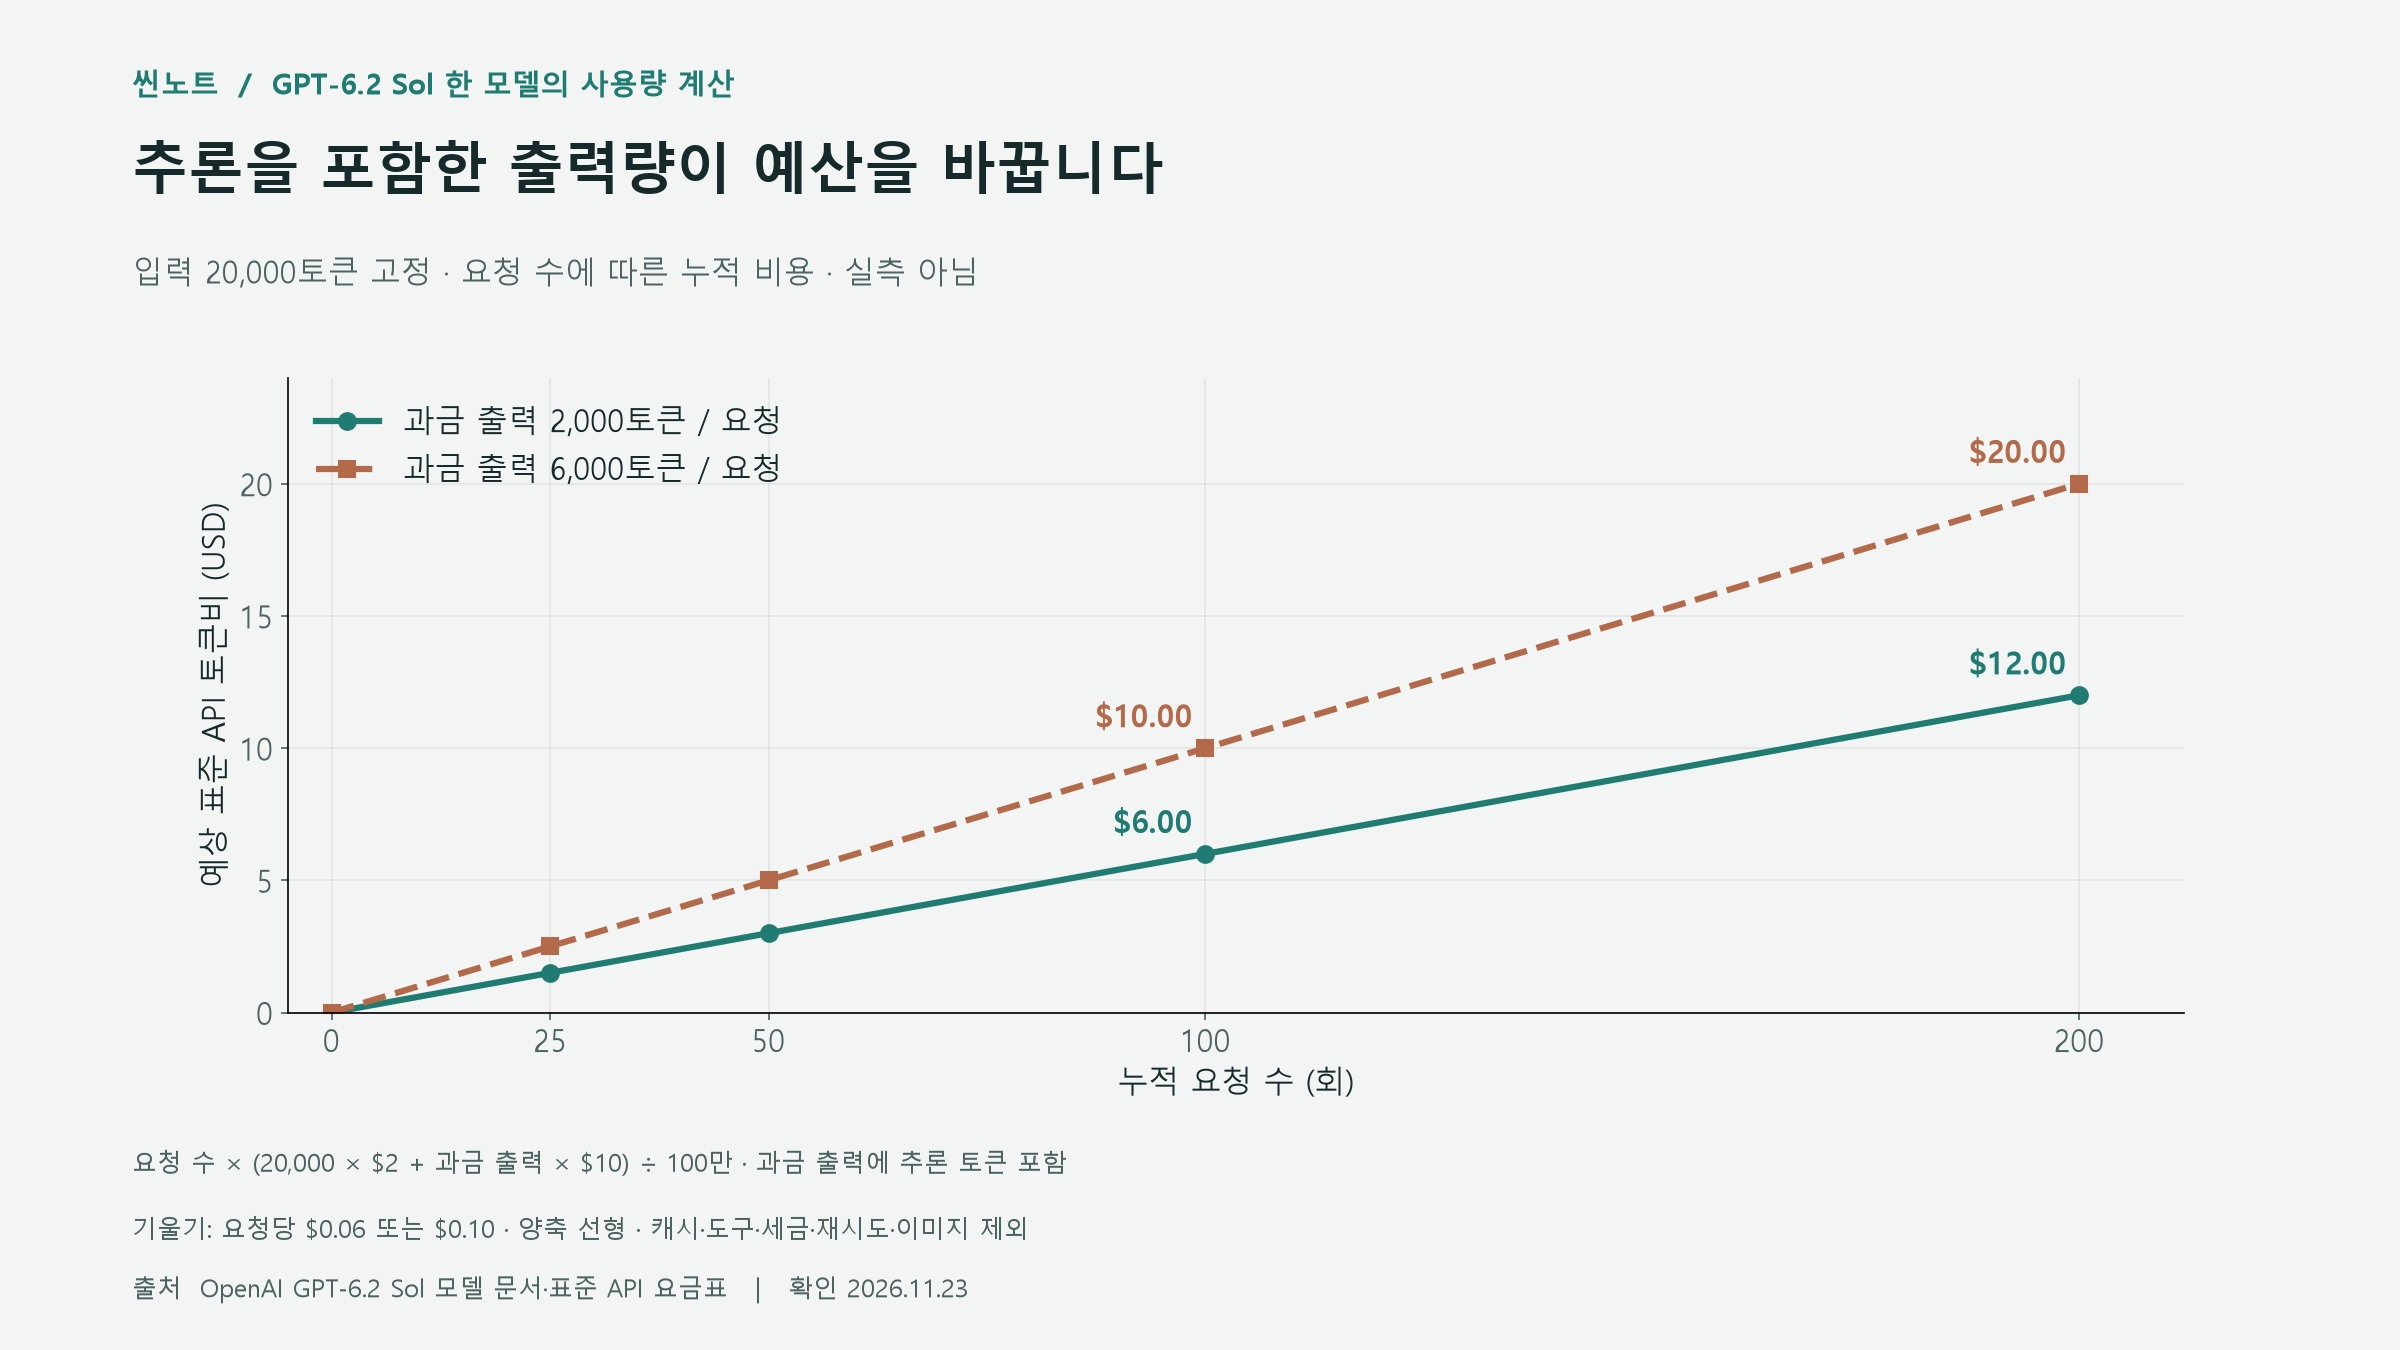 씬노트 / GPT-6.2 Sol 한 모델의 사용량 계산
추론을 포함한 출력량이 예산을 바꿉니다
입력 20,000토큰 고정 · 요청 수에 따른 누적 비용 · 실측 아님
과금 출력 2,000토큰 / 요청
과금 출력 6,000토큰 / 요청
예상 표준 API 토큰비 (USD)
20
15
10
5
0
$20.00
$12.00
$10.00
$6.00
0 25 50 100 200
누적 요청 수 (회)
요청 수 × (20,000 × $2 + 과금 출력 × $10) ÷ 100만 · 과금 출력에 추론 토큰 포함
기울기: 요청당 $0.06 또는 $0.10 · 양축 선형 · 캐시·도구·세금·재시도·이미지 제외
출처 OpenAI GPT-6.2 Sol 모델 문서·표준 API 요금표 | 확인 2026.11.23